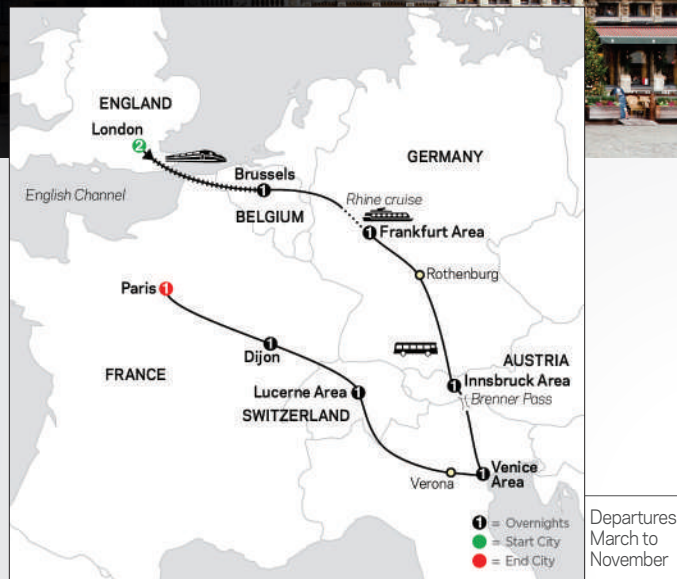 ENGLAND
London
2
English Channel
Brussels
1
BELGIUM
GERMANY
Rhine cruise
1 Frankfurt Area
Rothenburg
Paris 1
1
Dijon
FRANCE
AUSTRIA
1 Innsbruck Area
Brenner Pass
Lucerne Area 1
SWITZERLAND
Verona
1 Venice
Area
1 = Overnights
= Start City
= End City
Departures
March to
November